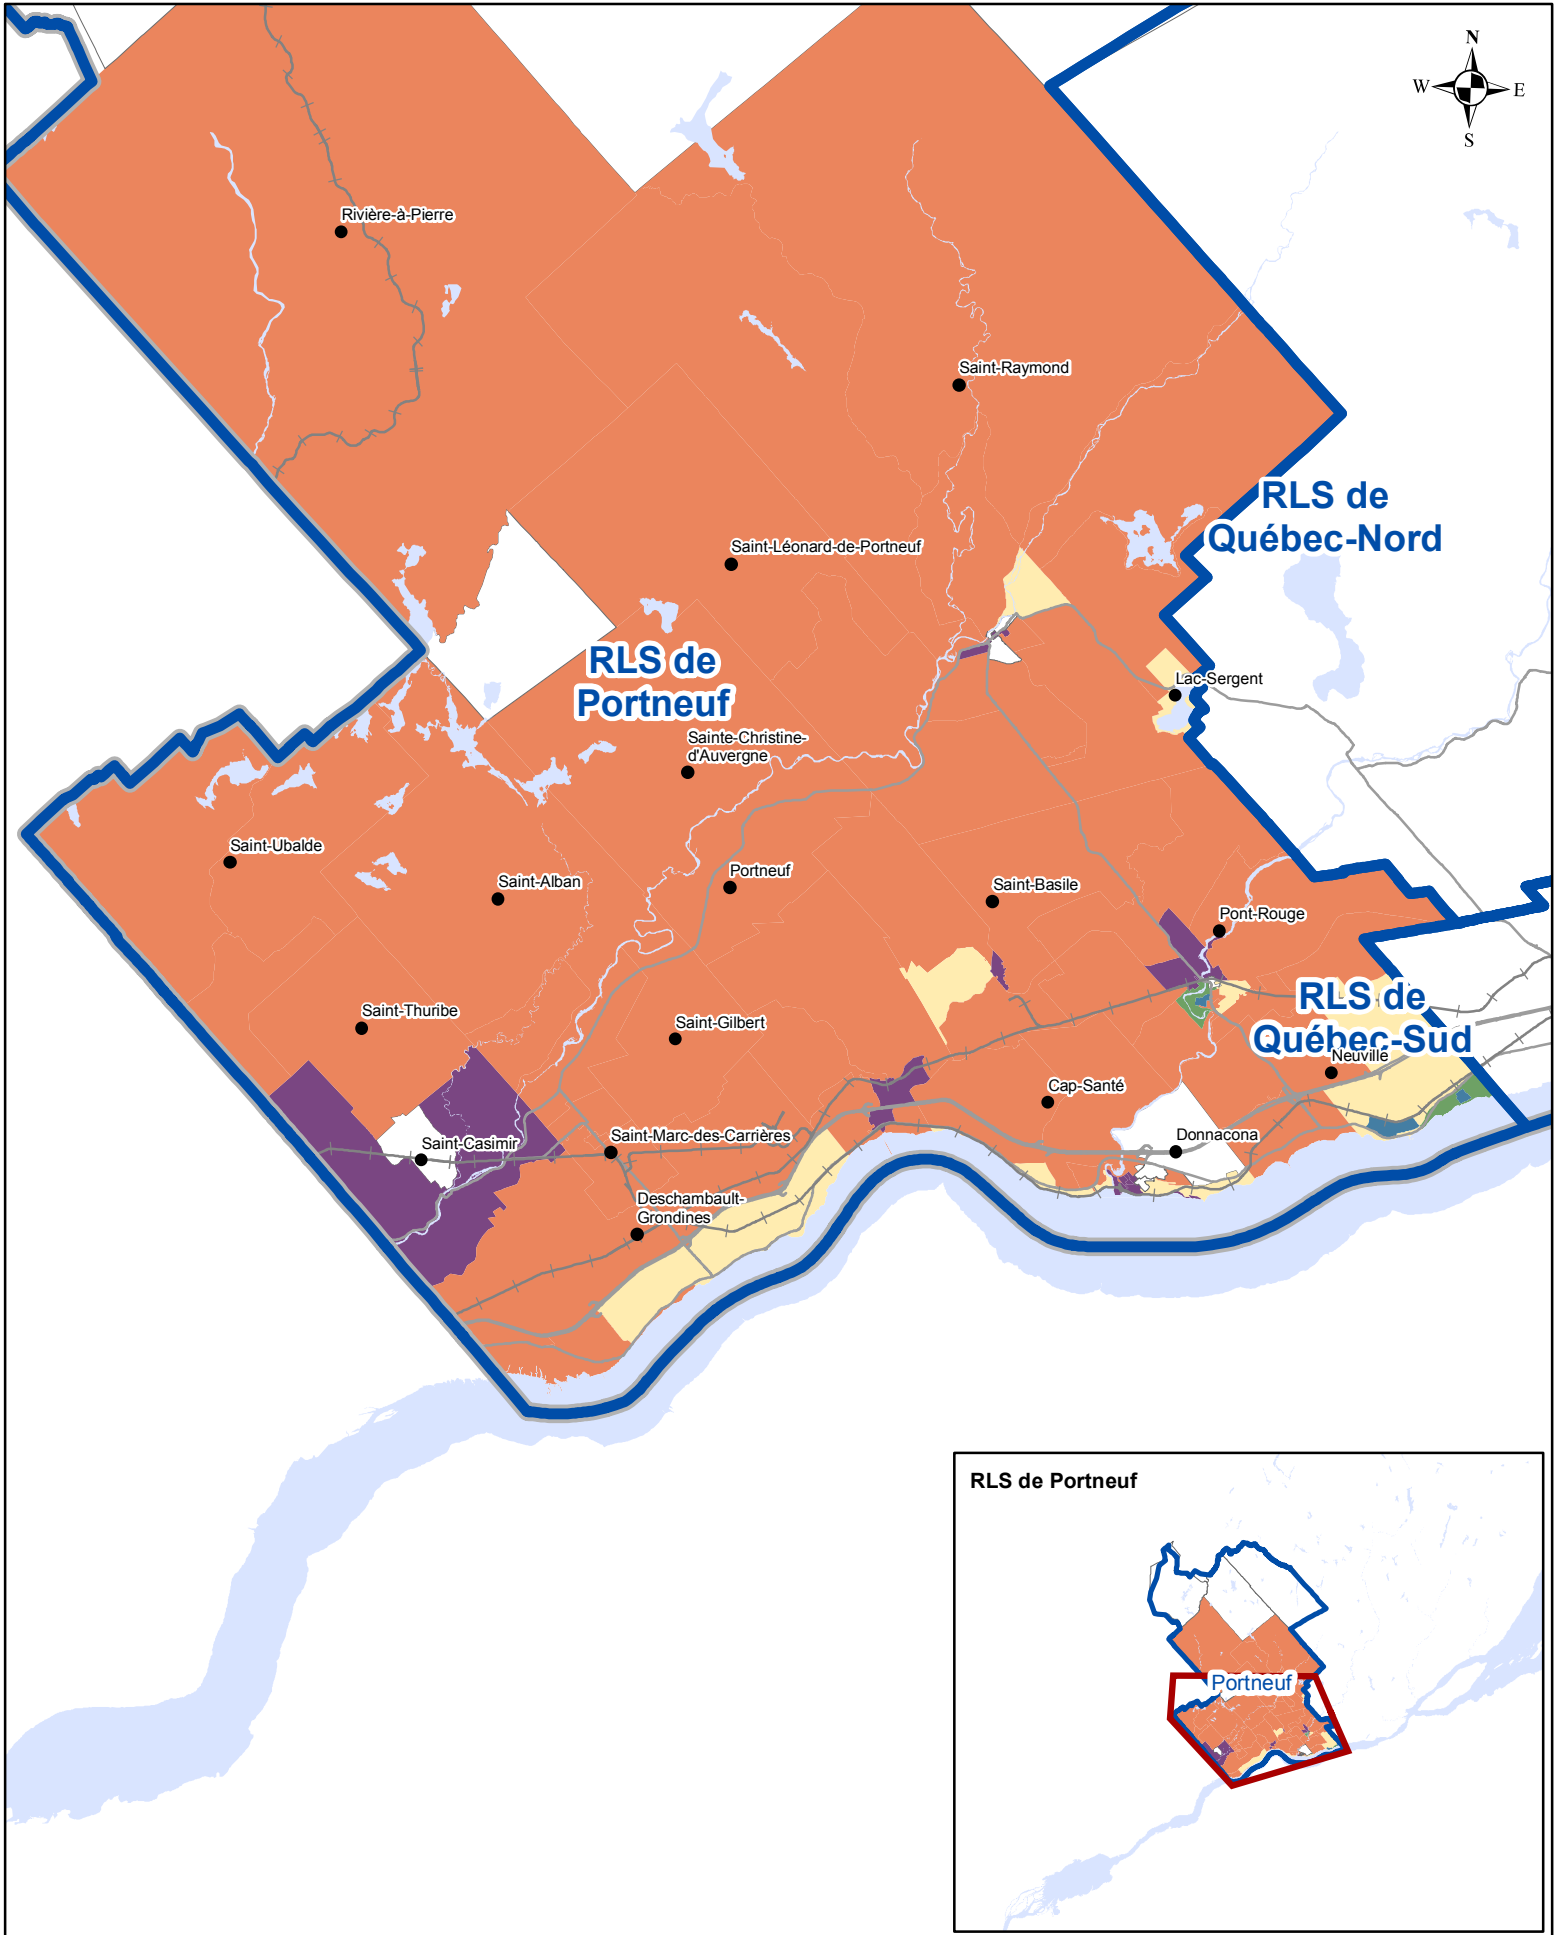 N
W
E
S
Rivière-à-Pierre
Saint-Raymond
RLS de
Québec-Nord
Saint-Léonard-de-Portneuf
RLS de
Portneuf
Lac-Sergent
Sainte-Christine-
d'Auvergne
Saint-Ubalde
Saint-Alban
Portneuf
Saint-Basile
Pont-Rouge
RLS de
Québec-Sud
Saint-Thuribe
Saint-Gilbert
Neuville
Cap-Santé
Saint-Casimir
Saint-Marc-des-Carrières
Donnacona
Deschambault-
Grondines
RLS de Portneuf
Portneuf